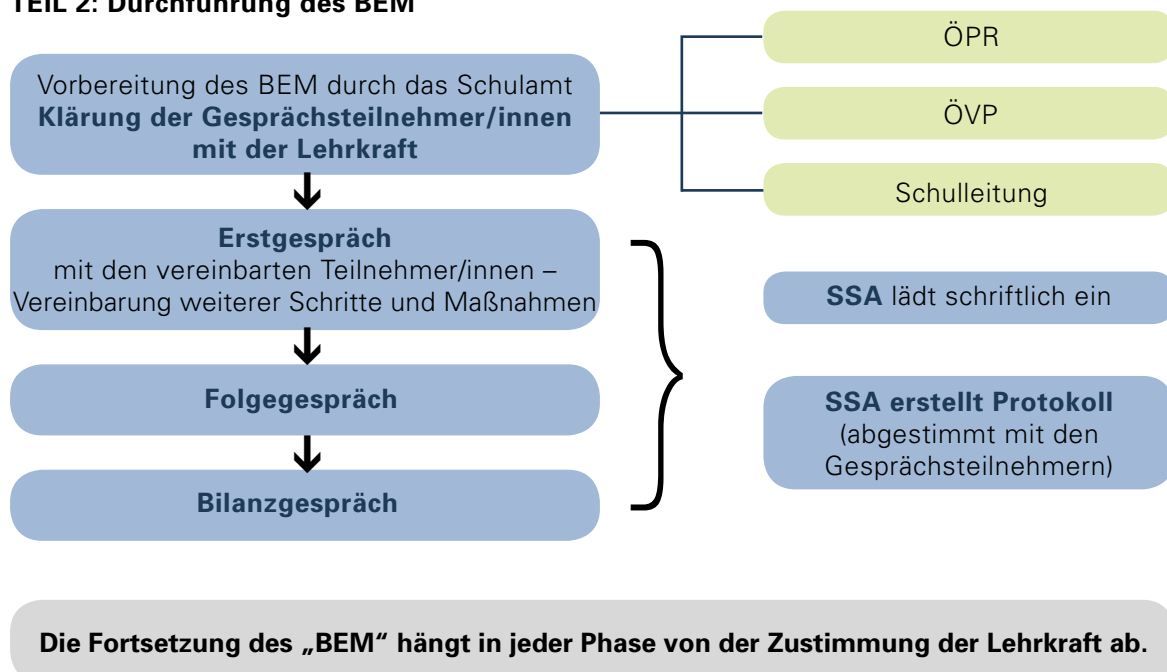 TEIL 2: Durchführung des BEM
Vorbereitung des BEM durch das Schulamt
Klärung der Gesprächsteilnehmer/innen
mit der Lehrkraft
ÖPR
ÖVP
Schulleitung
Erstgespräch
mit den vereinbarten Teilnehmer/innen –
Vereinbarung weiterer Schritte und Maßnahmen
Folgegespräch
Bilanzgespräch
SSA lädt schriftlich ein
SSA erstellt Protokoll
(abgestimmt mit den
Gesprächsteilnehmern)
Die Fortsetzung des „BEM“ hängt in jeder Phase von der Zustimmung der Lehrkraft ab.